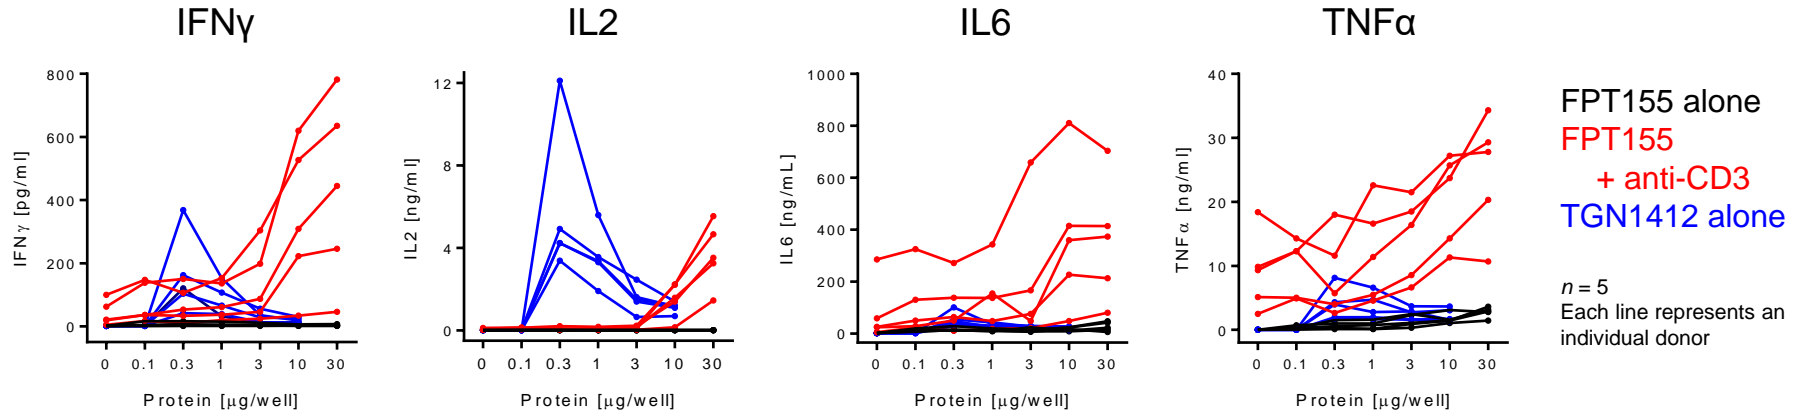 IFNγ
IL2
IL6
TNFα
800
600
400
200
0
IFNγ [pg/ml]
0 0.1 0.3 1 3 10 30
Protein [μg/well]
12
8
4
0
IL2 [ng/ml]
0 0.1 0.3 1 3 10 30
Protein [μg/well]
1000
800
600
400
200
0
IL6 [ng/mL]
0 0.1 0.3 1 3 10 30
Protein [μg/well]
40
30
20
10
0
TNFα [ng/ml]
0 0.1 0.3 1 3 10 30
Protein [μg/well]
FPT155 alone
FPT155
+ anti-CD3
TGN1412 alone
n = 5
Each line represents an
individual donor